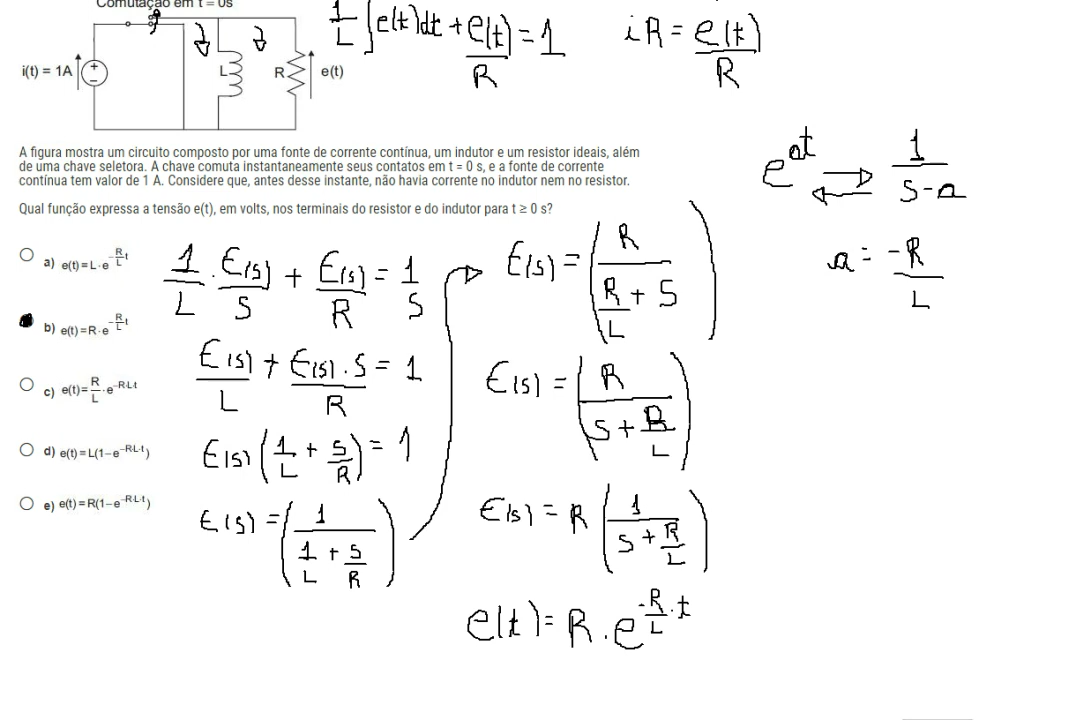 Comutação em t = 0s
1/L ∫e(t)dt + e(t)/R = 1
iR = e(t)/R
i(t) = 1A
L
R
e(t)
A figura mostra um circuito composto por uma fonte de corrente contínua, um indutor e um resistor ideais, além
de uma chave seletora. A chave comuta instantaneamente seus contatos em t = 0 s, e a fonte de corrente
contínua tem valor de 1 A. Considere que, antes desse instante, não havia corrente no indutor nem no resistor.
Qual função expressa a tensão e(t), em volts, nos terminais do resistor e do indutor para t ≥ 0 s?
a) e(t)=L·e^(-R/L t)
b) e(t)=R·e^(-R/L t)
c) e(t)=R/L·e^(-RLt)
d) e(t)=L(1-e^(-RLt))
e) e(t)=R(1-e^(-RLt))
1/L . E(s)/S + E(s)/R = 1/S
E(s)/L + E(s).S/R = 1
E(s)(1/L + S/R) = 1
E(s) = (1/(1/L + S/R))
E(s) = (R/(R/L + S))
E(s) = (R/(S + R/L))
E(s) = R (1/(S + R/L))
e(t) = R.e^(-R/L.t)
e^at ⇄ 1/(S-a)
a = -R/L